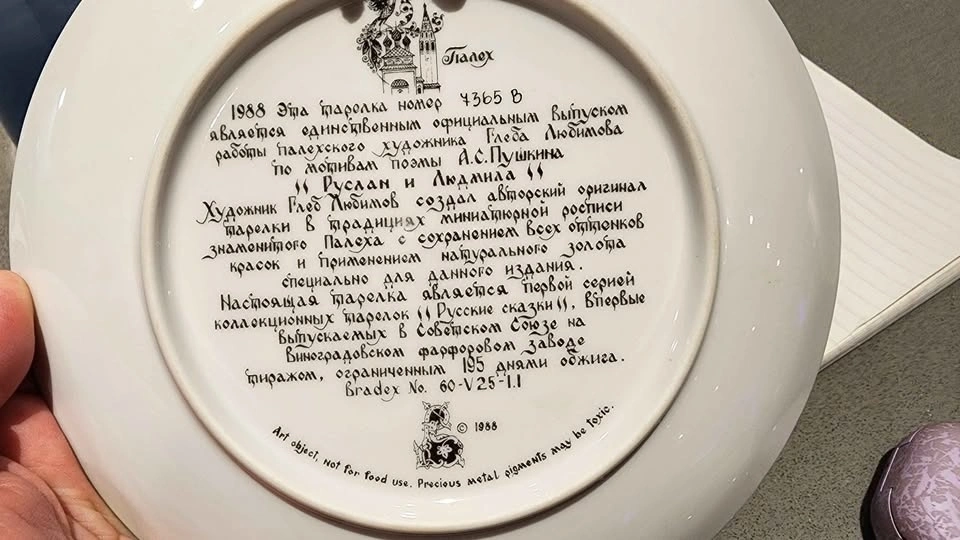 Палех
1988 Эта тарелка номер 7365 B
является единственным официальным выпуском
работы палехского художника Глеба Любимова
по мотивам поэмы А.С.Пушкина
" Руслан и Людмила "
Художник Глеб Любимов создал авторский оригинал
тарелки в традициях миниатюрной росписи
знаменитого Палеха с сохранением всех оттенков
красок и применением натурального золота
специально для данного издания.
Настоящая тарелка является первой серией
коллекционных тарелок "Русские сказки", впервые
выпускаемых в Советском Союзе на
Виноградовском фарфоровом заводе
тиражом, ограниченным 195 днями обжига.
Bradex No. 60-V25-1.1
© 1988
Art object, not for food use. Precious metal pigments may be toxic.